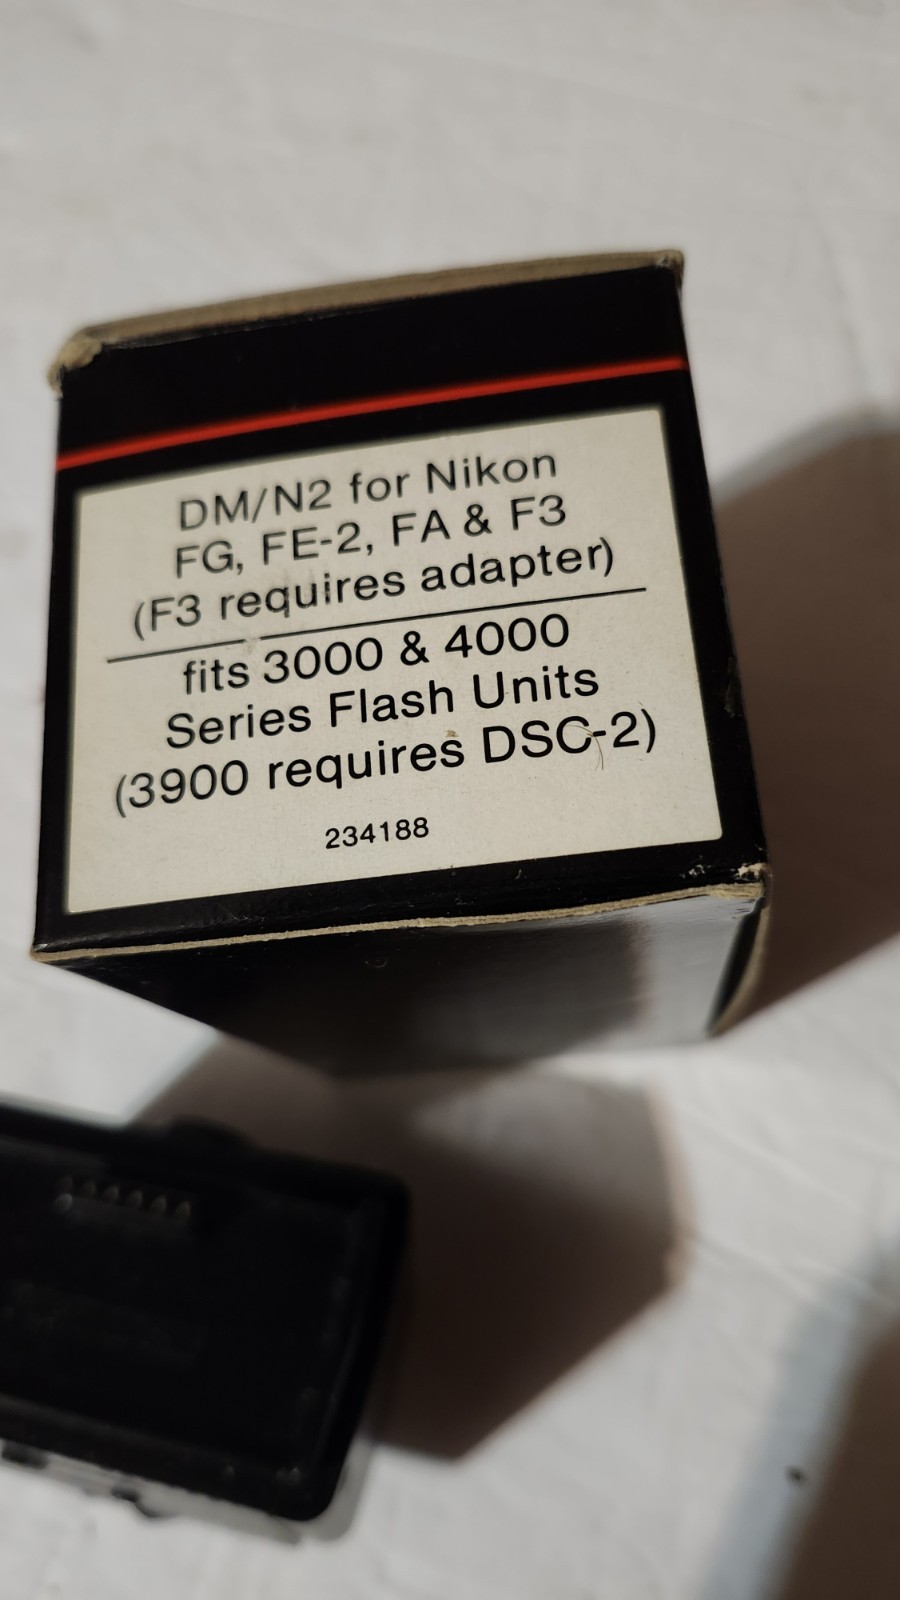 DM/N2 for Nikon
FG, FE-2, FA & F3
(F3 requires adapter)
fits 3000 & 4000
Series Flash Units
(3900 requires DSC-2)
234188